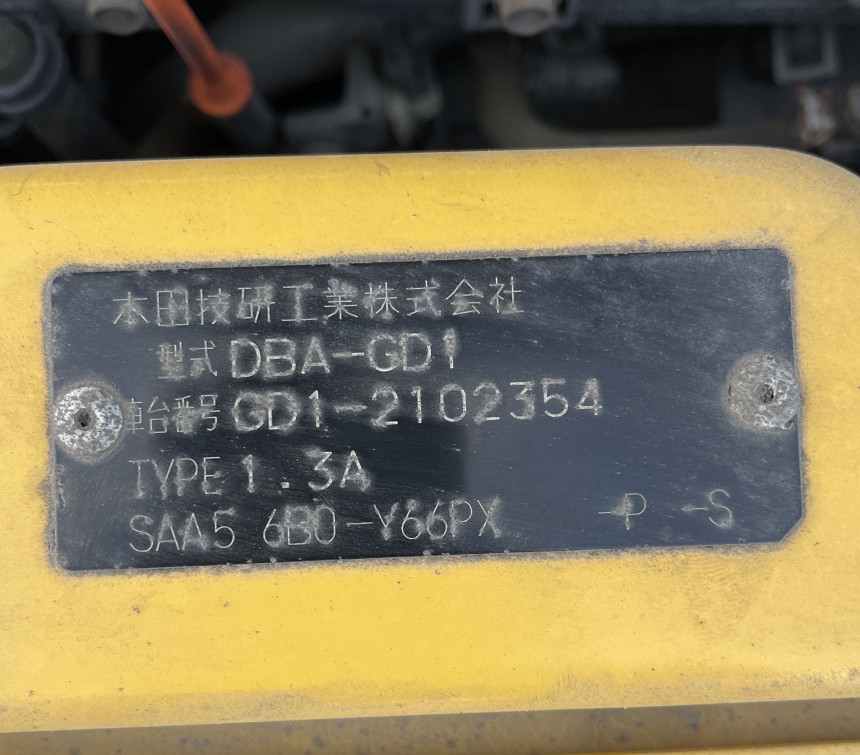 本田技研工業株式会社
型式 DBA-GD1
車台番号 GD1-2102354
TYPE 1.3A
SAA5 6B0-Y66PX -P -S